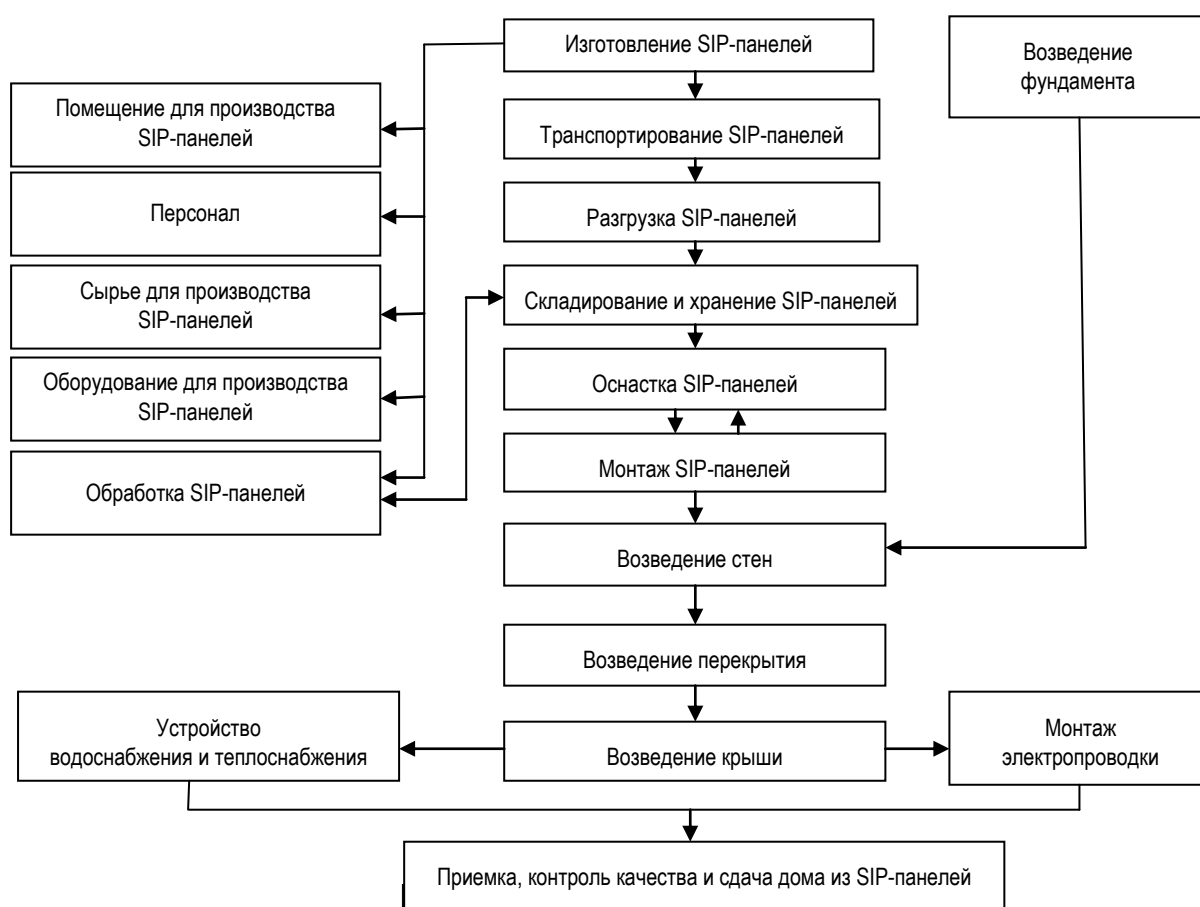 Изготовление SIP-панелей
Возведение
фундамента
Помещение для производства
SIP-панелей
Транспортирование SIP-панелей
Персонал
Разгрузка SIP-панелей
Сырье для производства
SIP-панелей
Складирование и хранение SIP-панелей
Оборудование для производства
SIP-панелей
Оснастка SIP-панелей
Обработка SIP-панелей
Монтаж SIP-панелей
Возведение стен
Возведение перекрытия
Устройство
водоснабжения и теплоснабжения
Возведение крыши
Монтаж
электропроводки
Приемка, контроль качества и сдача дома из SIP-панелей